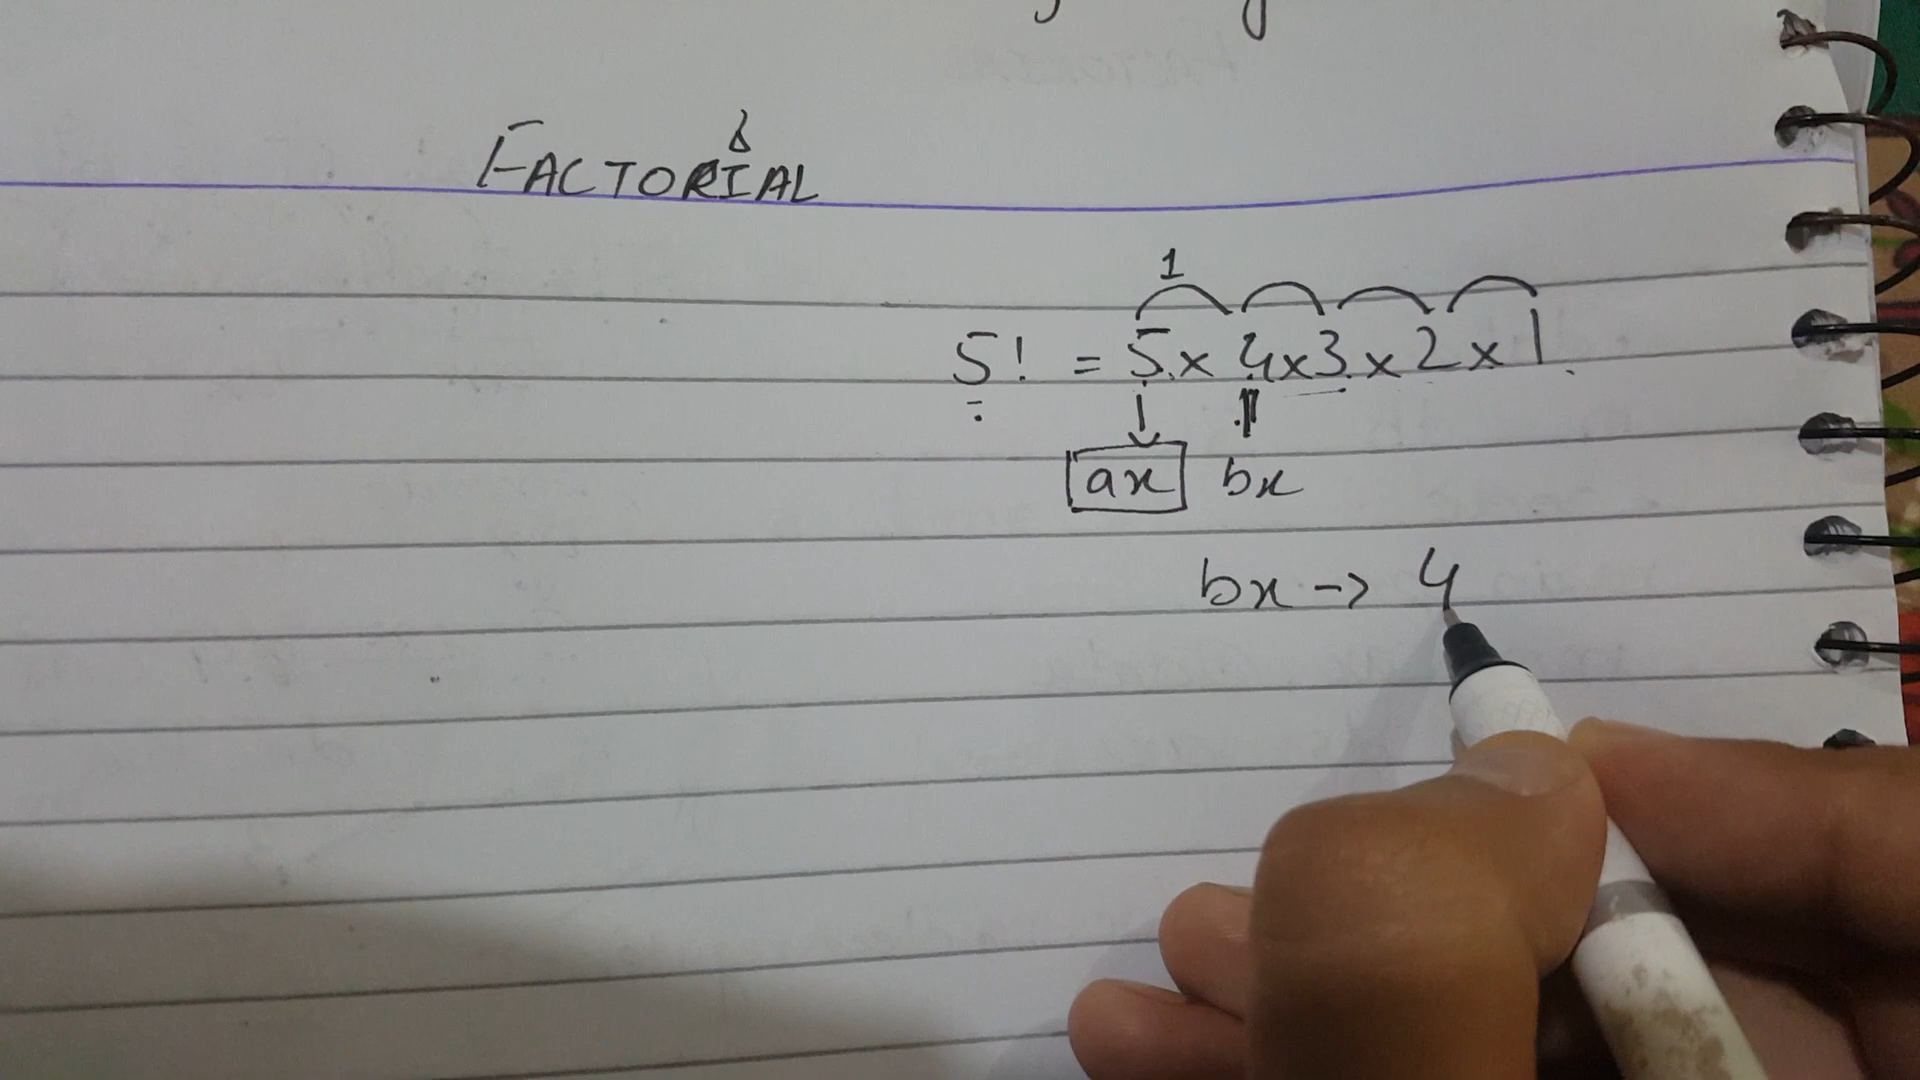 FACTORIAL
1
5! = 5 x 4 x 3 x 2 x 1
ax bx
bx -> 4